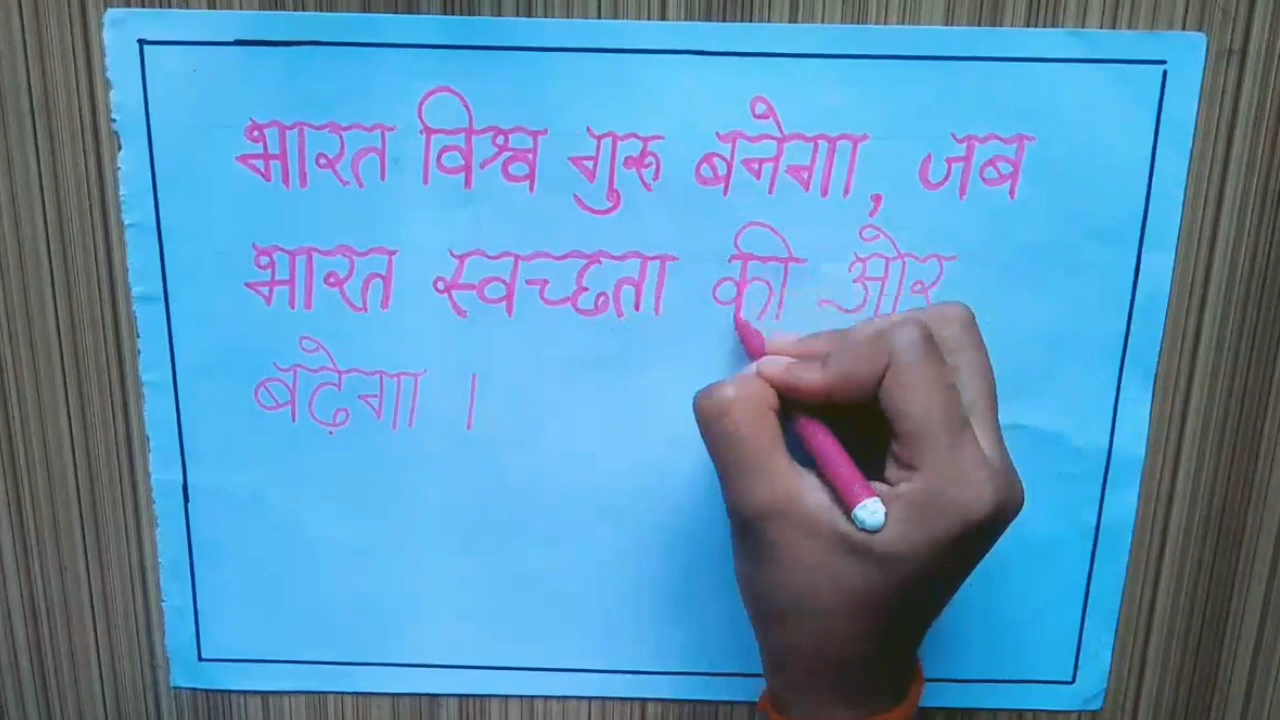 भारत विश्व गुरू बनेगा, जब
भारत स्वच्छता की ओर
बढ़ेगा ।